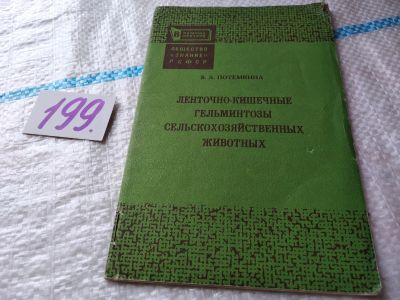 ОБЩЕСТВО
«ЗНАНИЕ»
РСФСР
В. А. ПОТЕМКИНА
ЛЕНТОЧНО-КИШЕЧНЫЕ
ГЕЛЬМИНТОЗЫ
СЕЛЬСКОХОЗЯЙСТВЕННЫХ
ЖИВОТНЫХ
199.